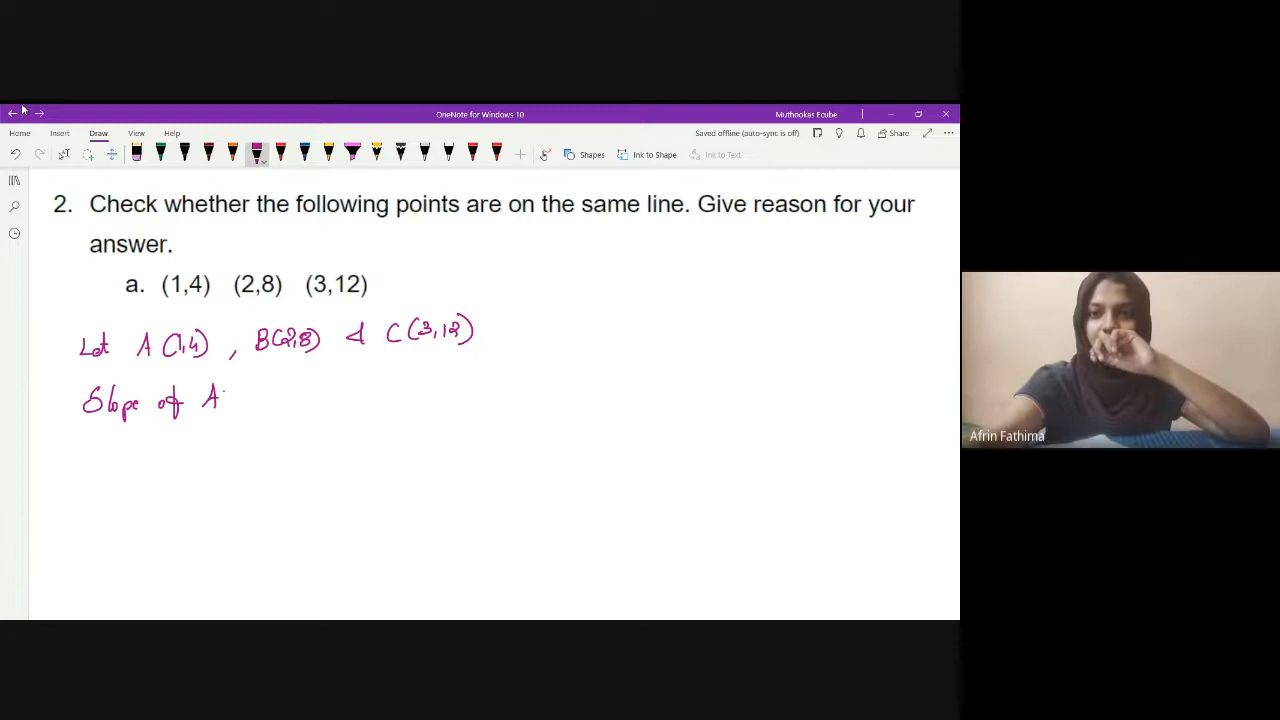 OneNote for Windows 10
Muthookas Ecube
Home Insert Draw View Help
Saved offline (auto-sync is off)
Share
Shapes
Ink to Shape
Ink to Text
2. Check whether the following points are on the same line. Give reason for your
answer.
a. (1,4) (2,8) (3,12)
Let A (1,4) , B(2,8) & C(3,12)
Slope of A
Afrin Fathima